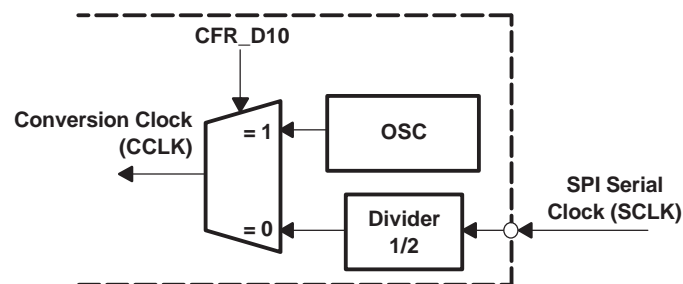 CFR_D10
Conversion Clock
(CCLK)
= 1
OSC
= 0
Divider
1/2
SPI Serial
Clock (SCLK)